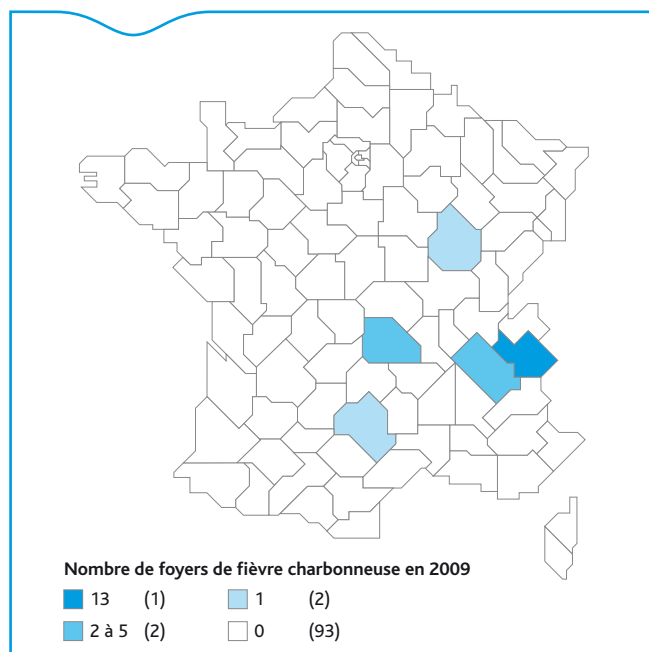 Nombre de foyers de fièvre charbonneuse en 2009
13 (1) 1 (2)
2 à 5 (2) 0 (93)